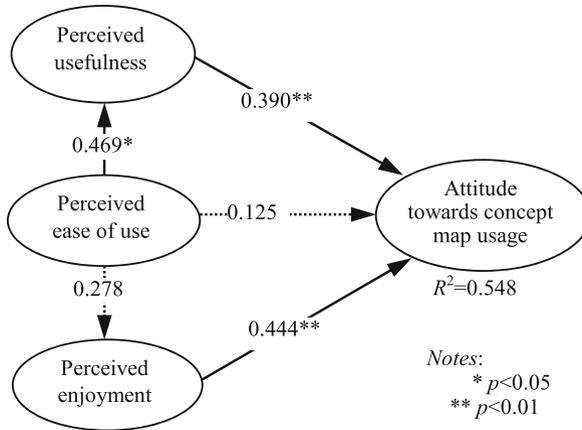 Perceived
usefulness
0.390**
0.469*
Perceived
ease of use
0.125
Attitude
towards concept
map usage
R²=0.548
0.278
0.444**
Perceived
enjoyment
Notes:
* p<0.05
** p<0.01